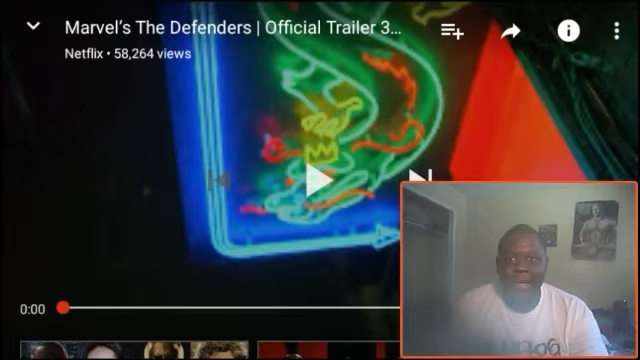 Marvel’s The Defenders | Official Trailer 3...
Netflix • 58,264 views
0:00